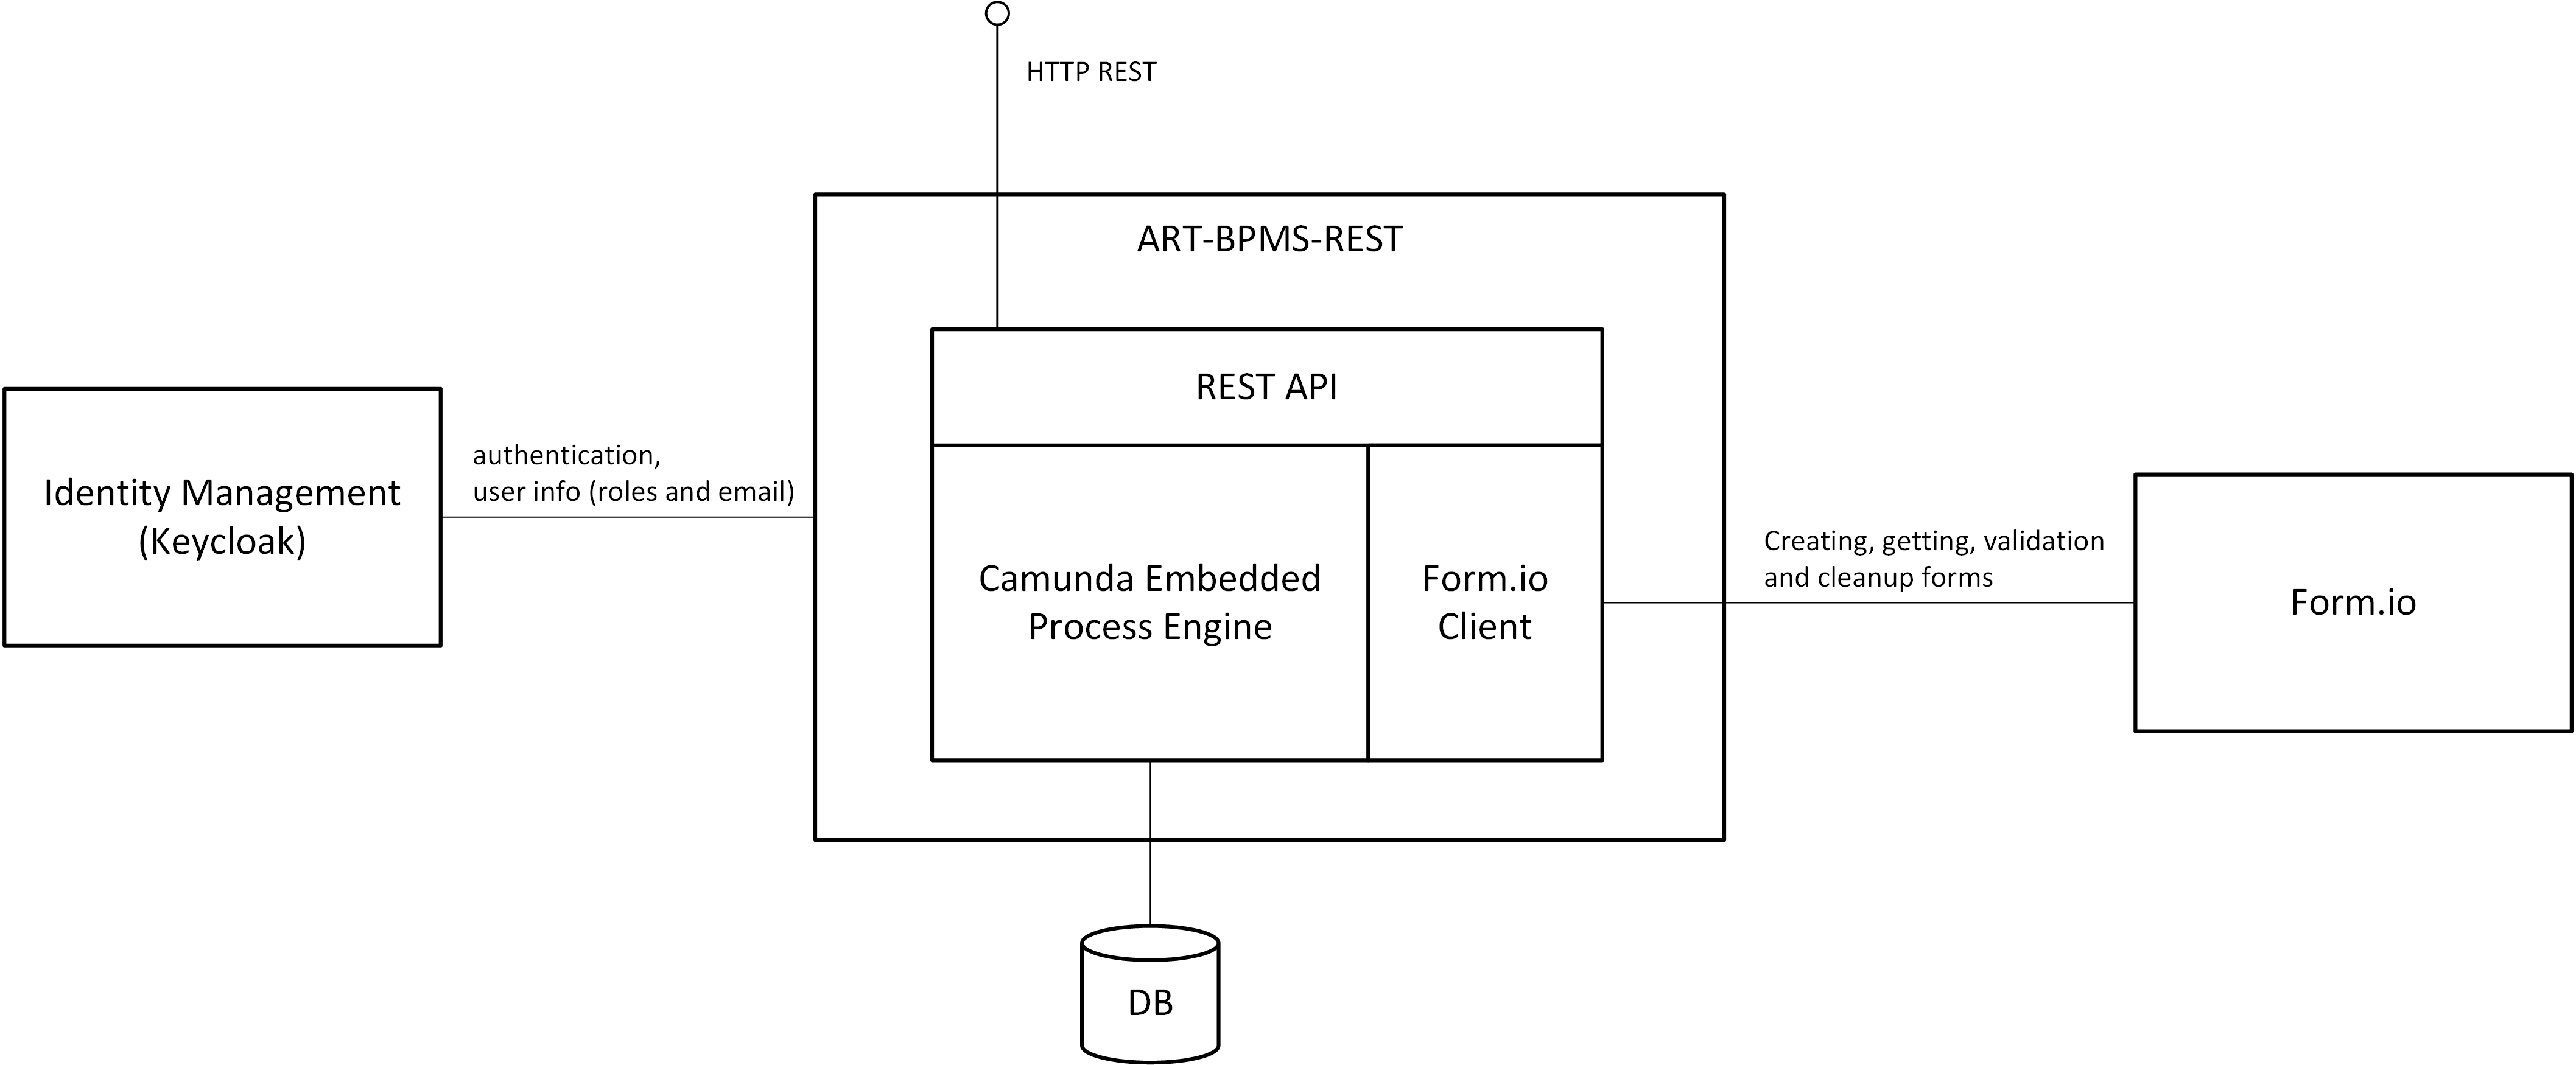 HTTP REST
ART-BPMS-REST
REST API
Identity Management
(Keycloak)
authentication,
user info (roles and email)
Camunda Embedded
Process Engine
Form.io
Client
Creating, getting, validation
and cleanup forms
Form.io
DB